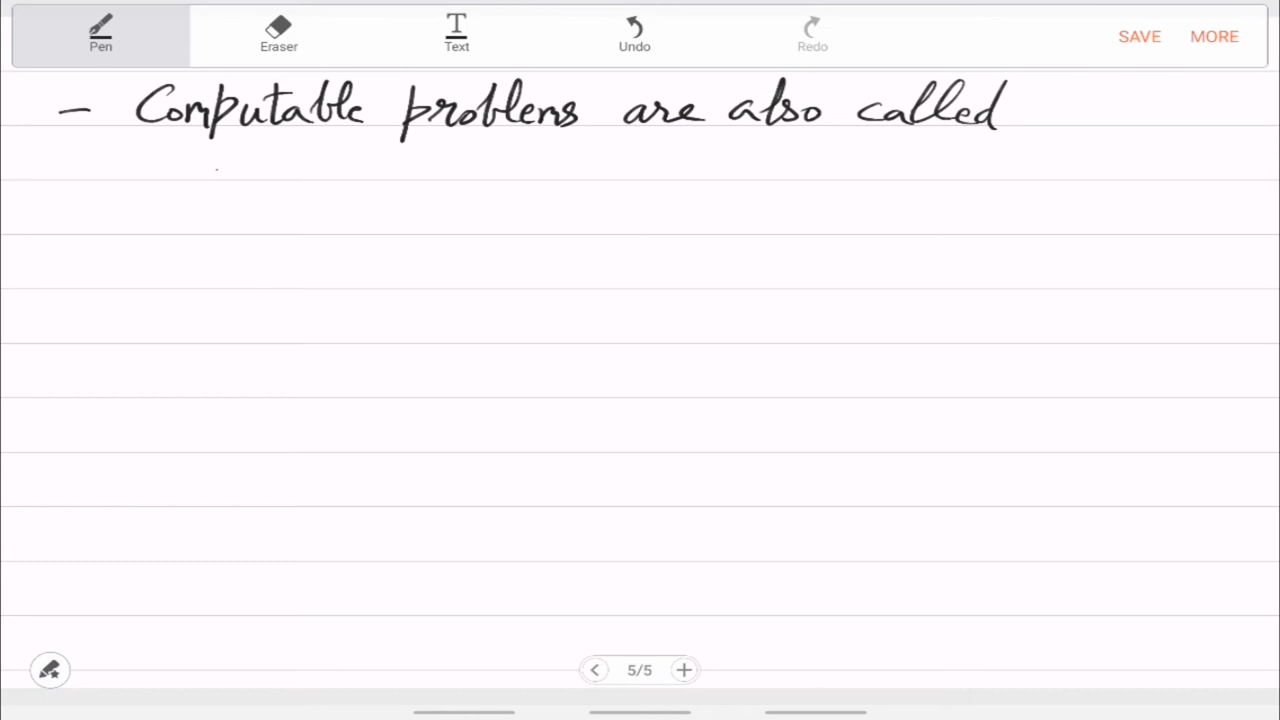 Pen Eraser Text Undo Redo SAVE MORE
- Computable problems are also called
5/5